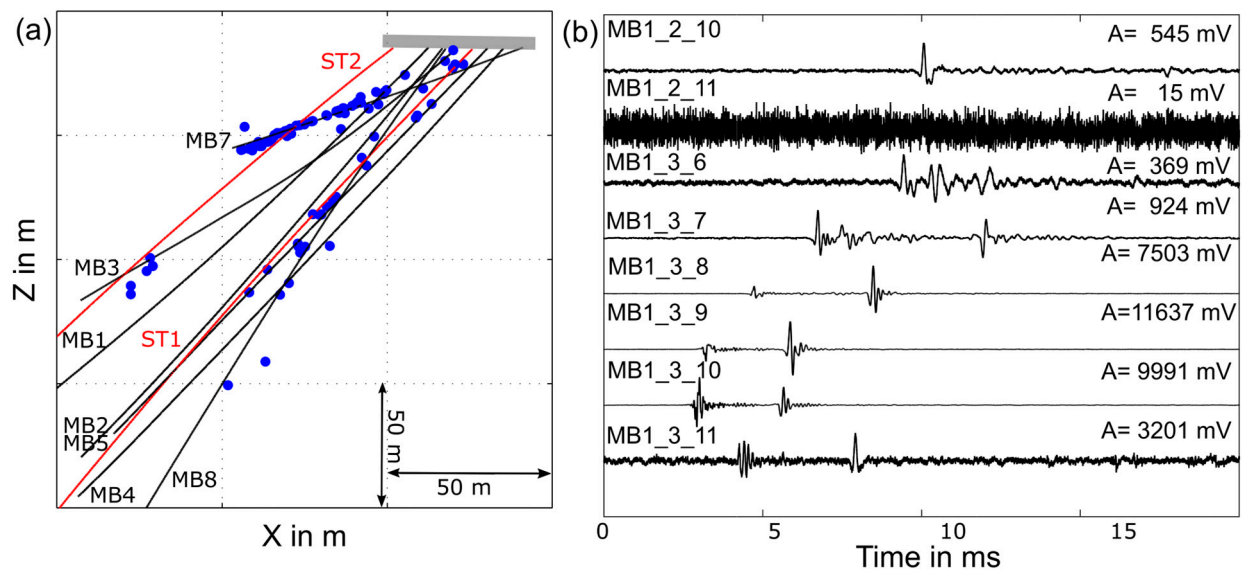 (a)
ST2
MB7
MB3
MB1
ST1
MB2
MB5
MB4
MB8
50 m
50 m
Z in m
X in m
(b)
MB1_2_10
A= 545 mV
MB1_2_11
A= 15 mV
MB1_3_6
A= 369 mV
MB1_3_7
A= 924 mV
MB1_3_8
A= 7503 mV
MB1_3_9
A=11637 mV
MB1_3_10
A= 9991 mV
MB1_3_11
A= 3201 mV
0 5 10 15
Time in ms